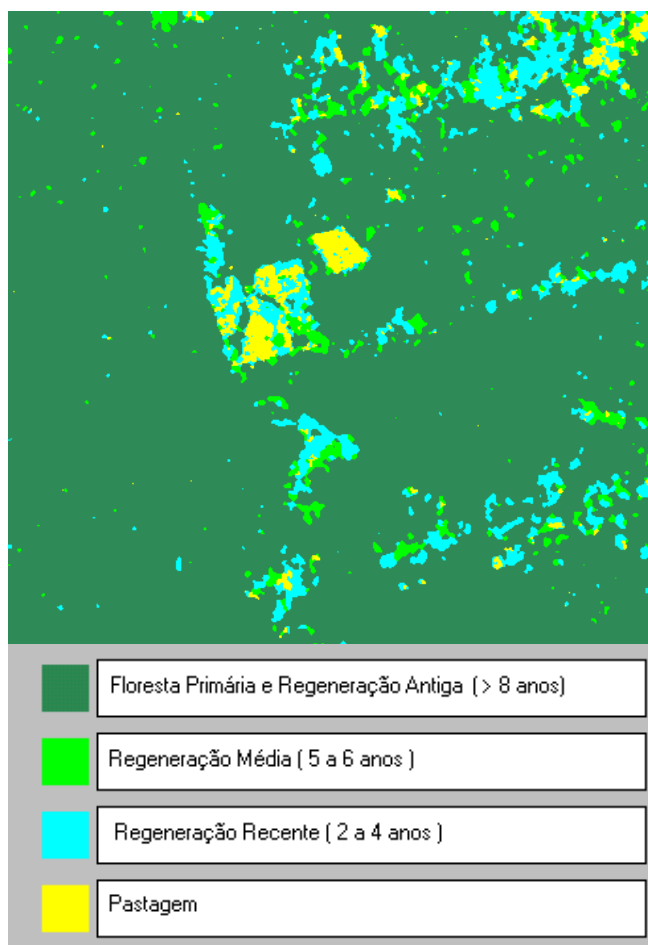 Floresta Primária e Regeneração Antiga (> 8 anos)
Regeneração Média ( 5 a 6 anos )
Regeneração Recente ( 2 a 4 anos )
Pastagem